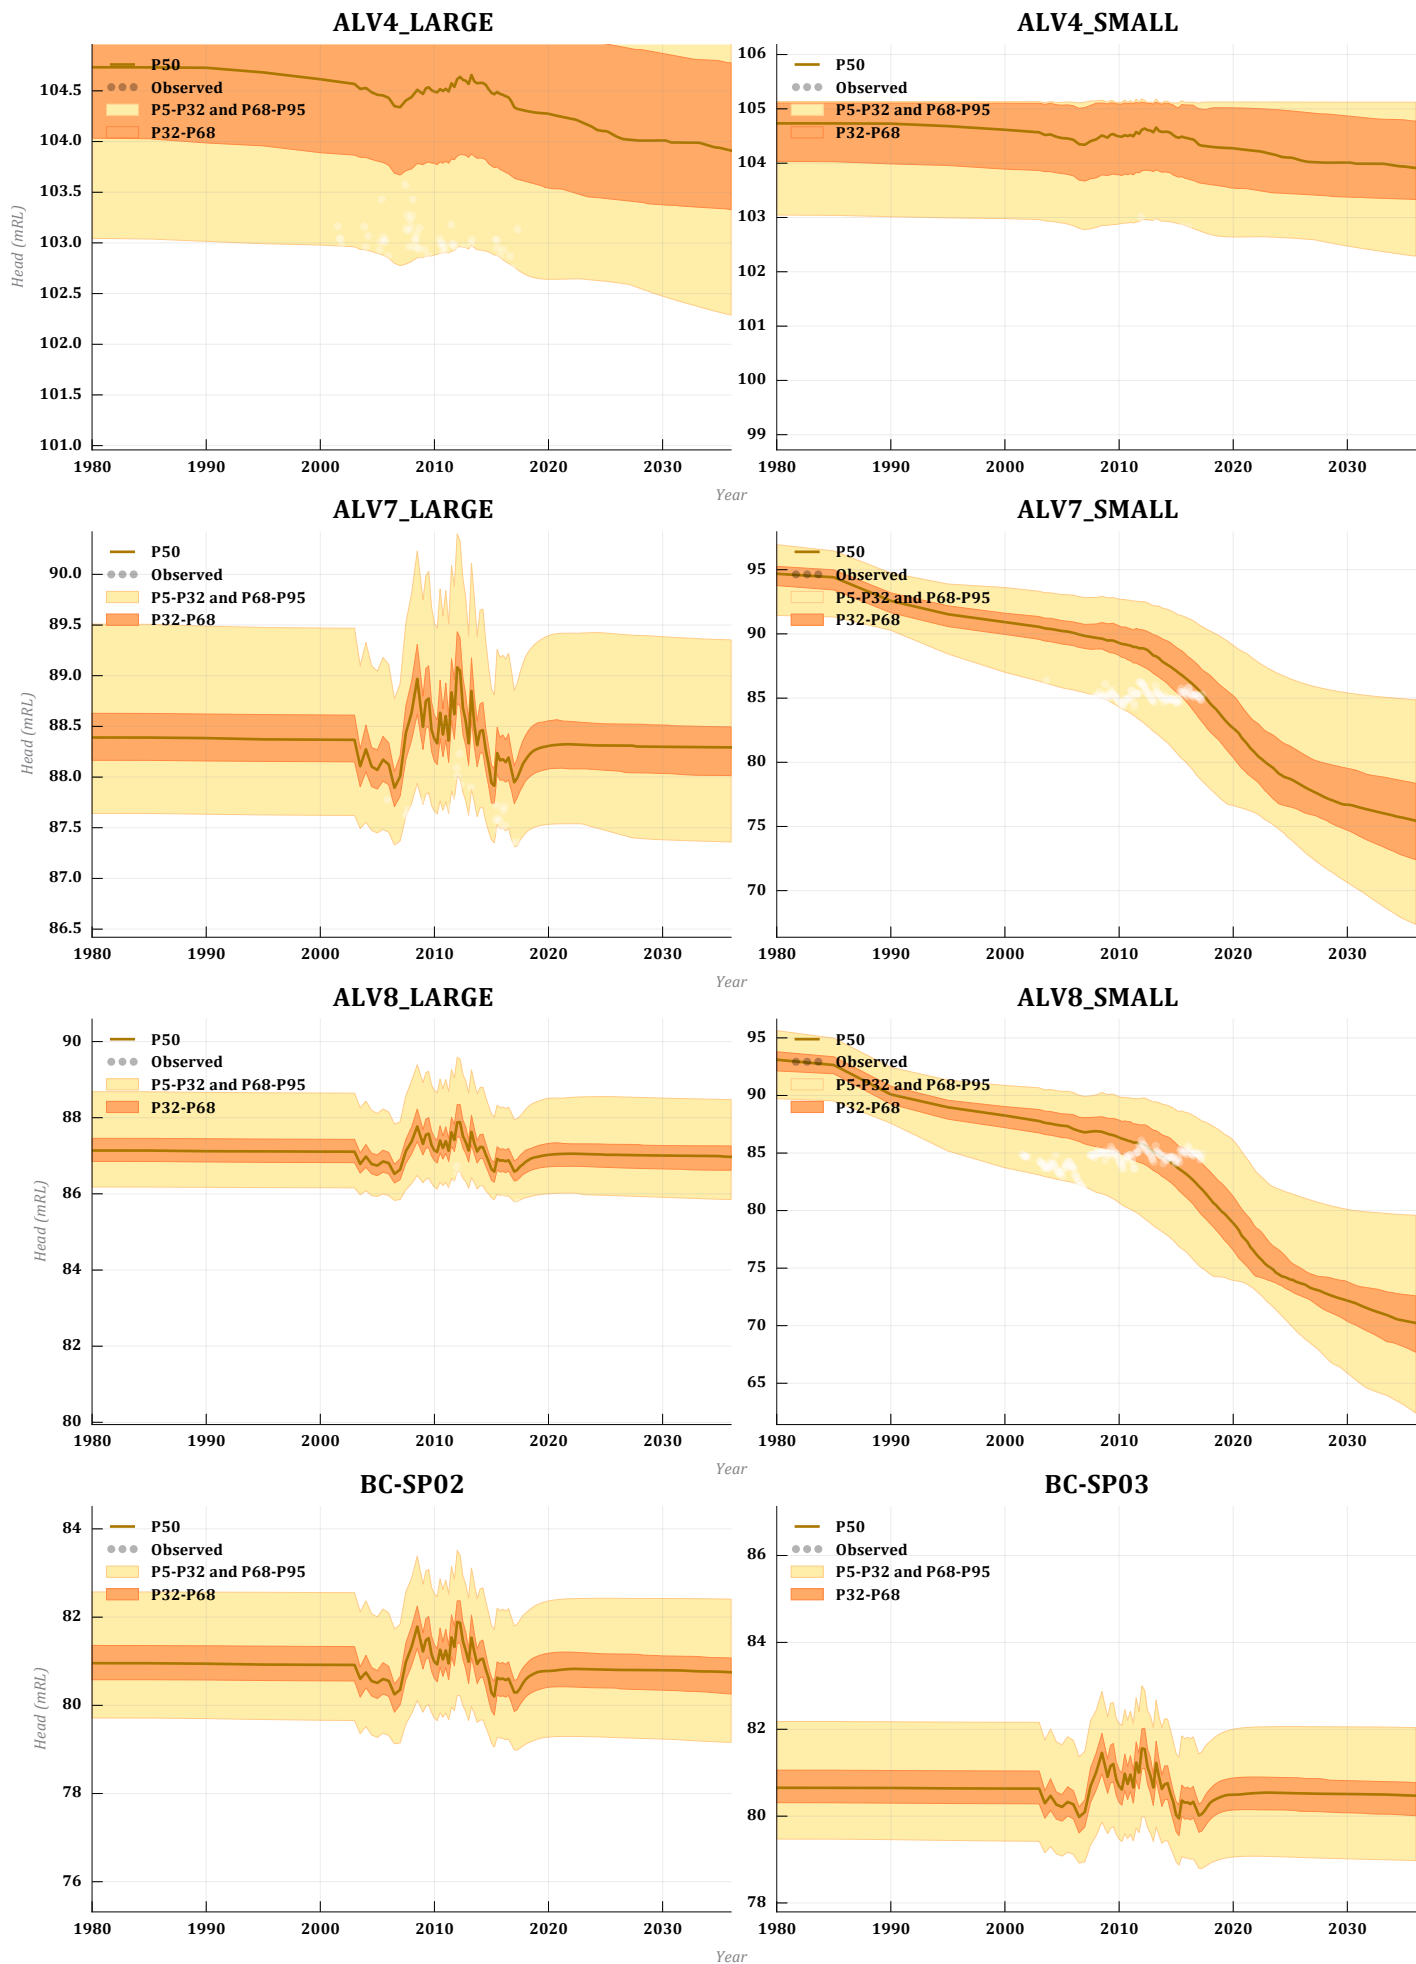 ALV4_LARGE
P50
Observed
P5-P32 and P68-P95
P32-P68
104.5
104.0
103.5
103.0
102.5
102.0
101.5
101.0
Head (mRL)
1980 1990 2000 2010 2020 2030
ALV4_SMALL
P50
Observed
P5-P32 and P68-P95
P32-P68
106
105
104
103
102
101
100
99
1980 1990 2000 2010 2020 2030
Year
ALV7_LARGE
P50
Observed
P5-P32 and P68-P95
P32-P68
90.0
89.5
89.0
88.5
88.0
87.5
87.0
86.5
Head (mRL)
1980 1990 2000 2010 2020 2030
ALV7_SMALL
P50
Observed
P5-P32 and P68-P95
P32-P68
95
90
85
80
75
70
1980 1990 2000 2010 2020 2030
Year
ALV8_LARGE
P50
Observed
P5-P32 and P68-P95
P32-P68
90
88
86
84
82
80
Head (mRL)
1980 1990 2000 2010 2020 2030
ALV8_SMALL
P50
Observed
P5-P32 and P68-P95
P32-P68
95
90
85
80
75
70
65
1980 1990 2000 2010 2020 2030
Year
BC-SP02
P50
Observed
P5-P32 and P68-P95
P32-P68
84
82
80
78
76
Head (mRL)
1980 1990 2000 2010 2020 2030
BC-SP03
P50
Observed
P5-P32 and P68-P95
P32-P68
86
84
82
80
78
1980 1990 2000 2010 2020 2030
Year